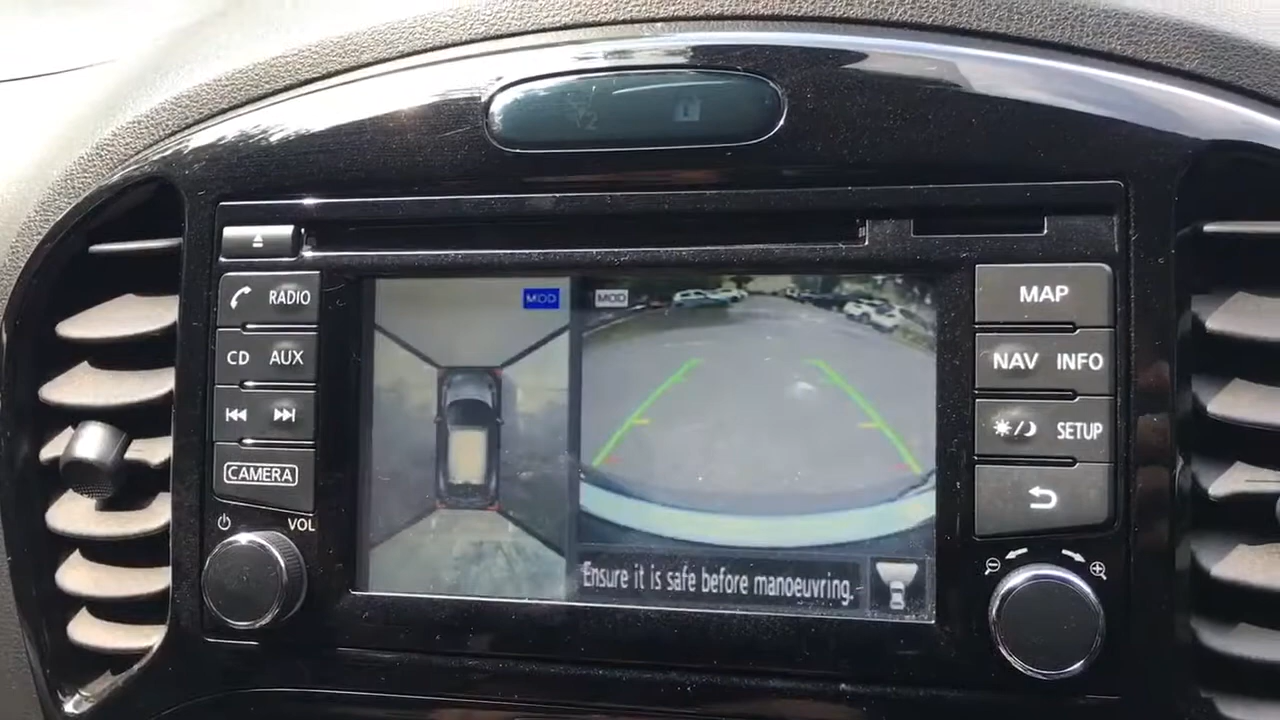 RADIO
CD AUX
CAMERA
VOL
MOD
MOD
Ensure it is safe before manoeuvring.
MAP
NAV INFO
SETUP